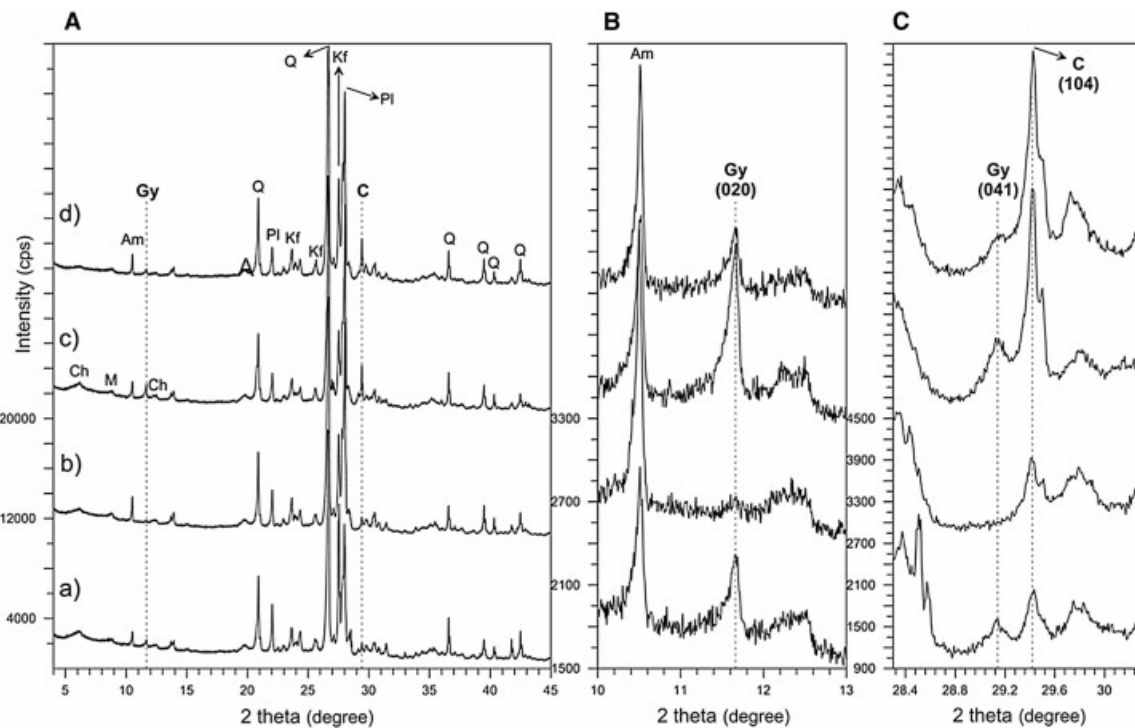 A
B
C
Q
Kf
Pl
Am
C
(104)
Gy
(020)
Gy
(041)
Gy
Q
C
d)
Am
Pl
Kf
Kf
Q
Q
Q
Intensity (cps)
c)
Ch
M
Ch
20000
3300
4500
b)
3900
12000
2700
3300
2700
a)
2100
2100
4000
1500
1500
900
5 10 15 20 25 30 35 40 45
10 11 12 13
28.4 28.8 29.2 29.6 30
2 theta (degree)
2 theta (degree)
2 theta (degree)